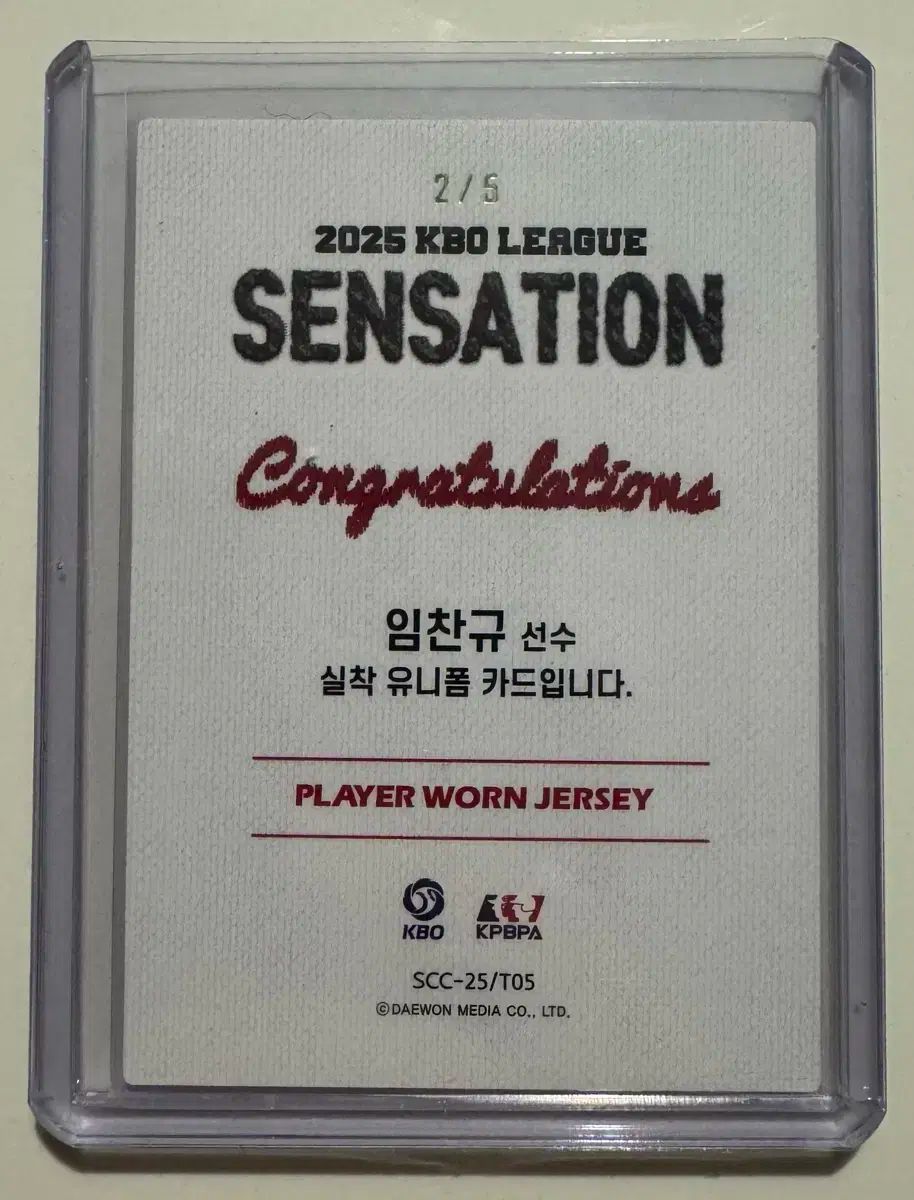 2/5
2025 KBO LEAGUE
SENSATION
Congratulations
임찬규 선수
실착 유니폼 카드입니다.
PLAYER WORN JERSEY
KBO KPBPA
SCC-25/T05
©DAEWON MEDIA CO., LTD.